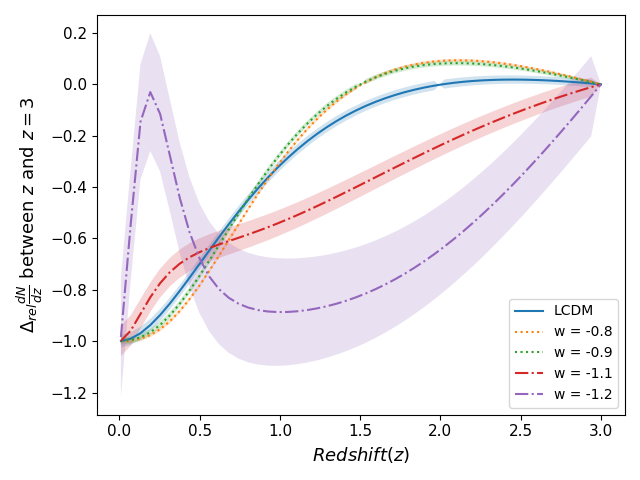 0.2
0.0
−0.2
−0.4
−0.6
−0.8
−1.0
−1.2
Δrel dN/dz between z and z = 3
0.0 0.5 1.0 1.5 2.0 2.5 3.0
Redshift(z)
LCDM
w = -0.8
w = -0.9
w = -1.1
w = -1.2